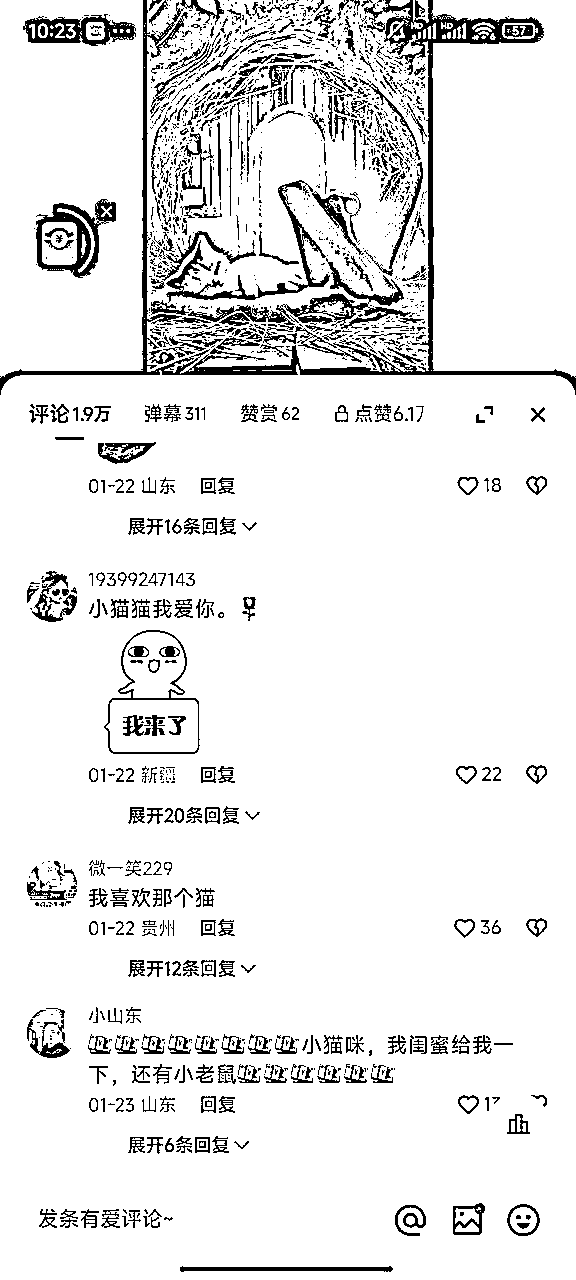 10:23
57
评论1.9万 弹幕311 赞赏62 点赞6.1万
01-22 山东 回复 18
展开16条回复
19399247143
小猫猫我爱你。
我来了
01-22 新疆 回复 22
展开20条回复
微一笑229
我喜欢那个猫
01-22 贵州 回复 36
展开12条回复
小山东
小猫咪，我闺蜜给我一
下，还有小老鼠
01-23 山东 回复
展开6条回复
发条有爱评论~